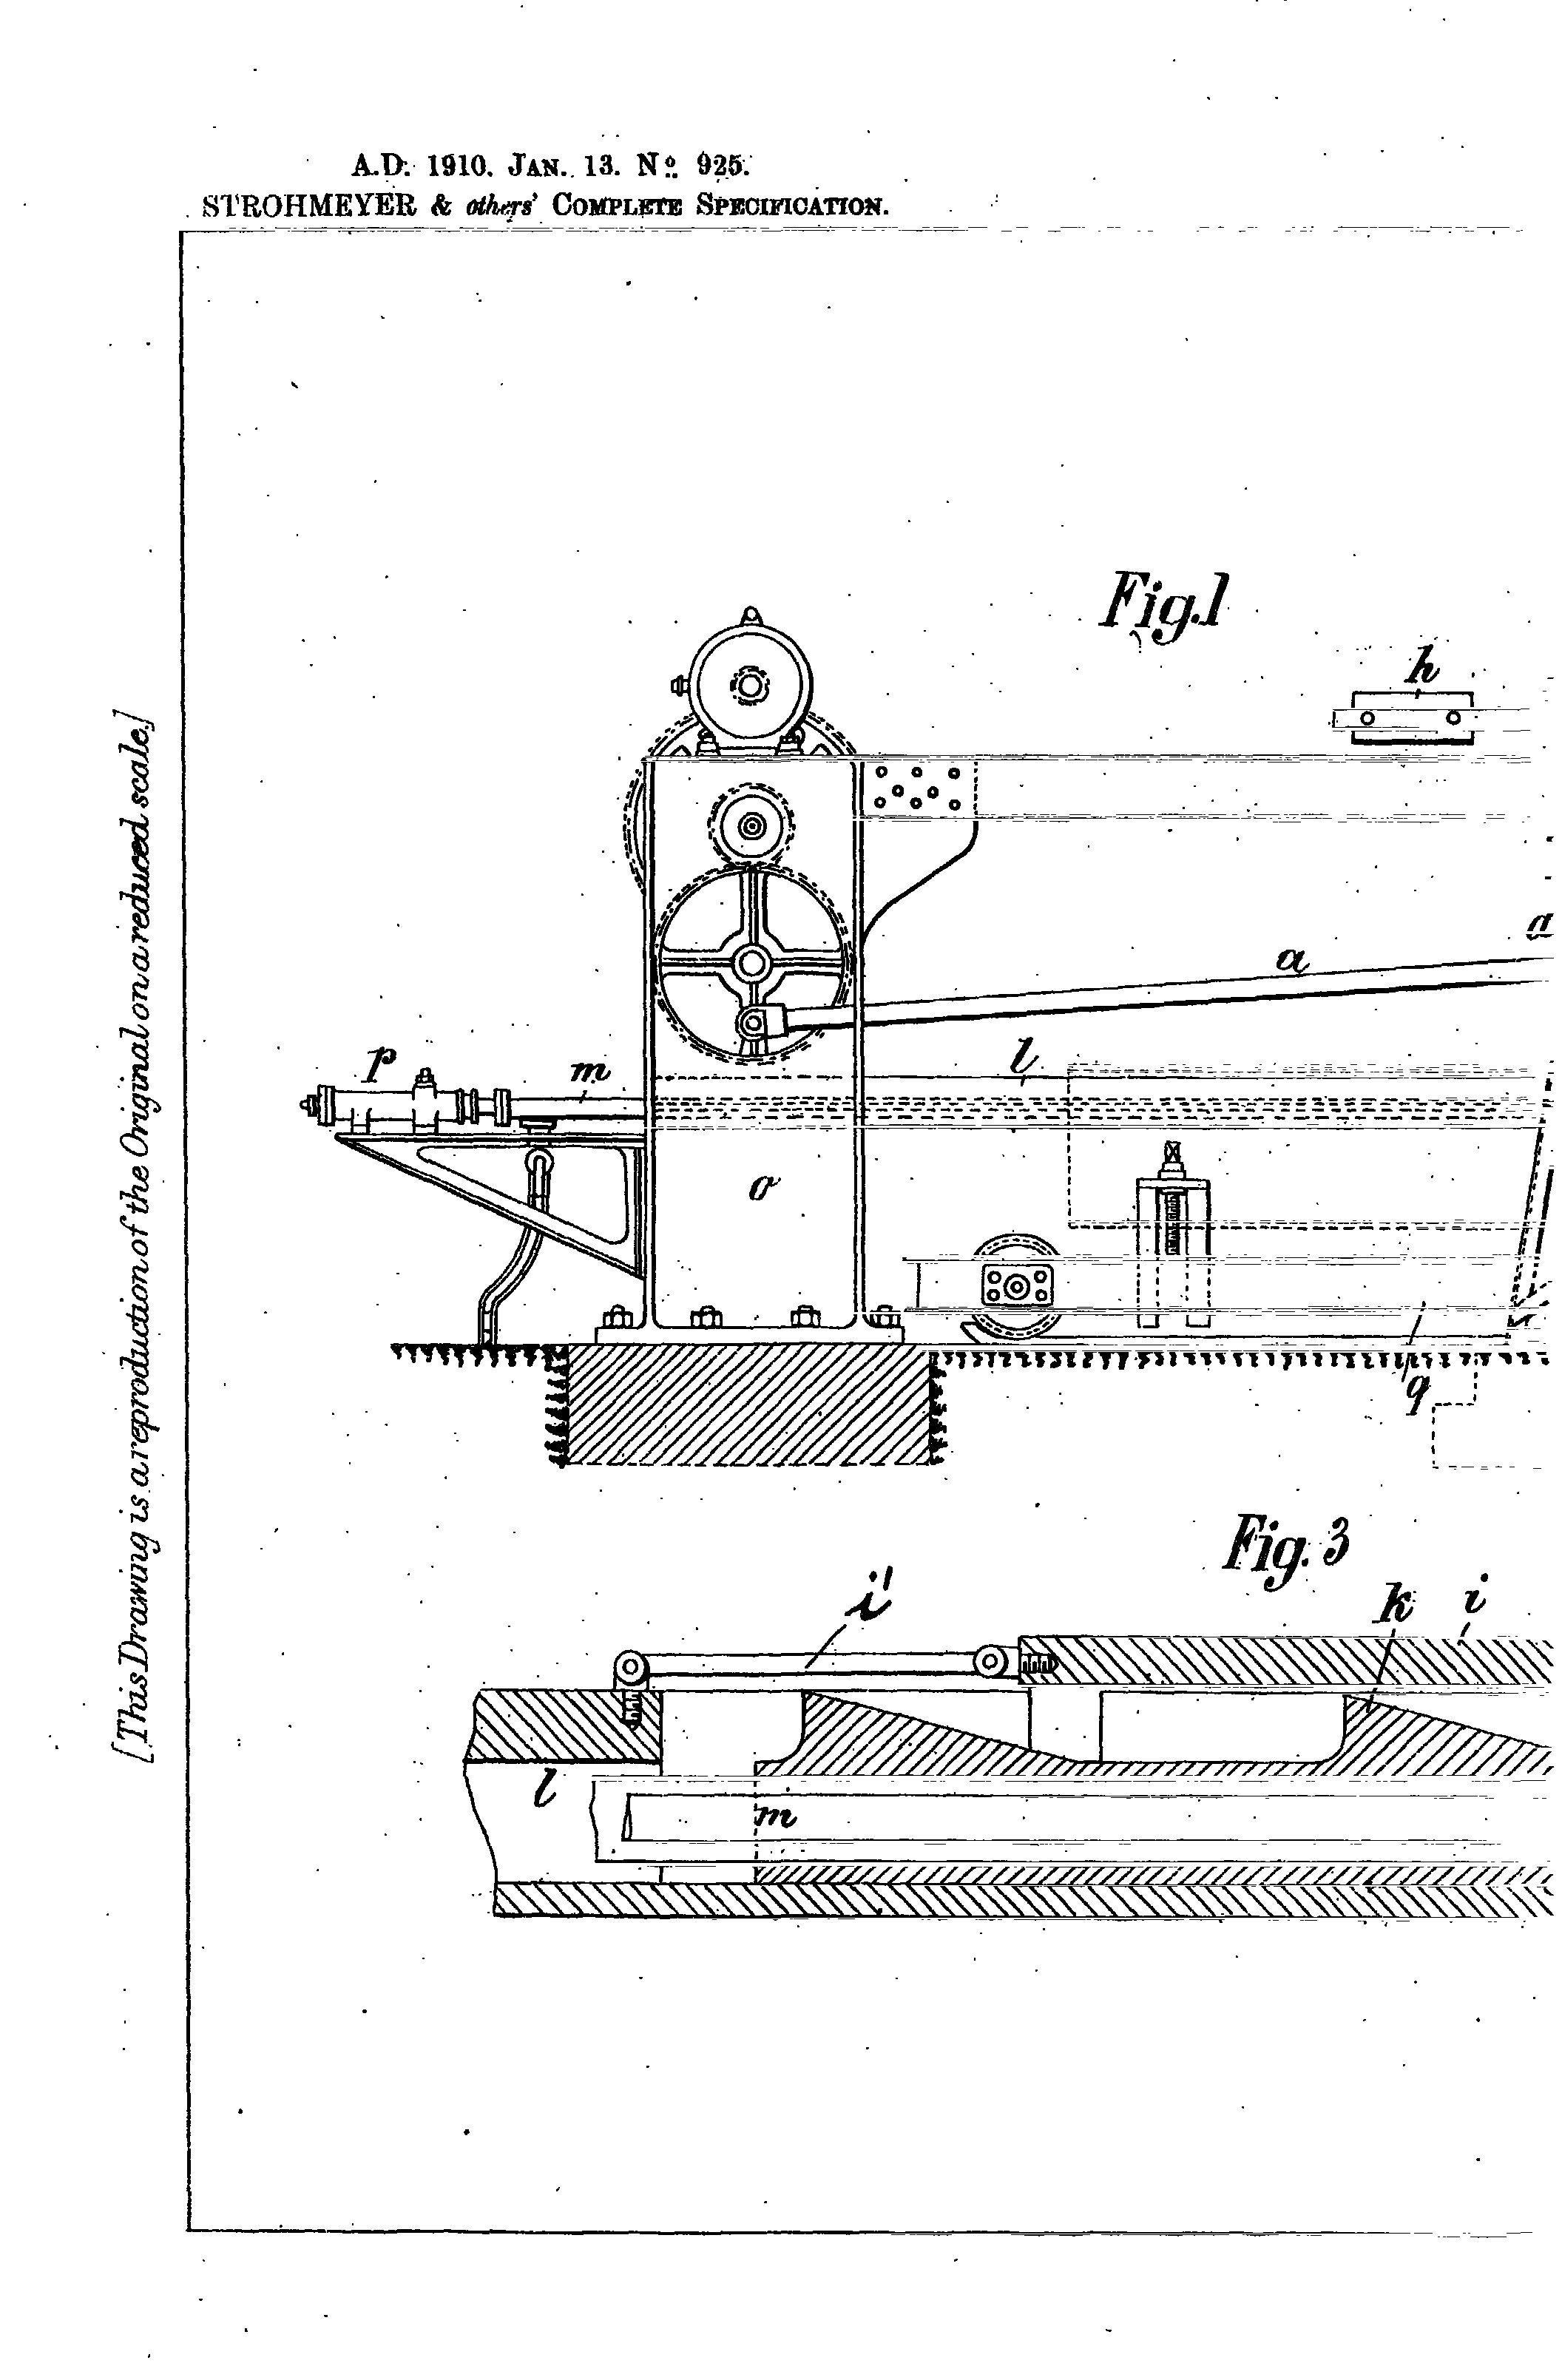 A.D. 1910. JAN. 13. No. 925.
STROHMEYER & others' COMPLETE SPECIFICATION.
[This Drawing is a reproduction of the Original on a reduced scale.]
Fig.1
h
a
a
l
p
m
o
q
Fig. 3
i'
k
i
l
m